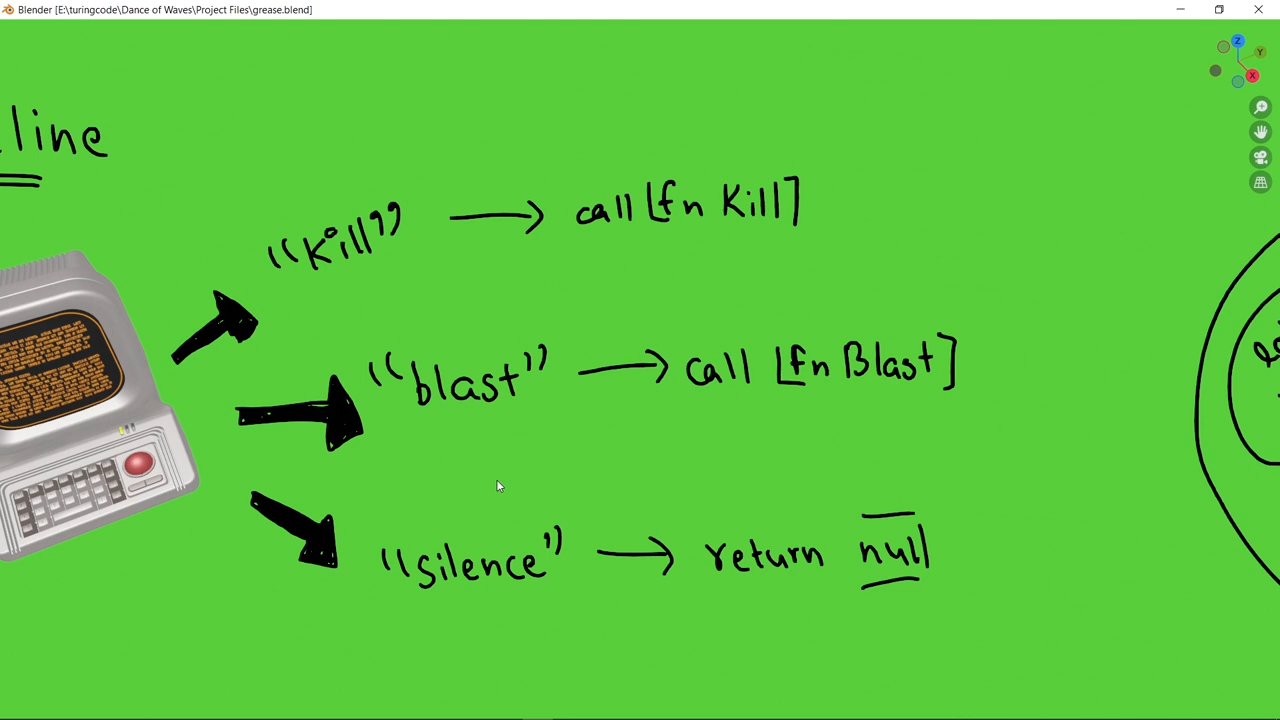 Blender [E:\turingcode\Dance of Waves\Project Files\grease.blend]
Z
Y
X
line
"Kill" → call [fn Kill]
"blast" → call [fn Blast]
"silence" → return null